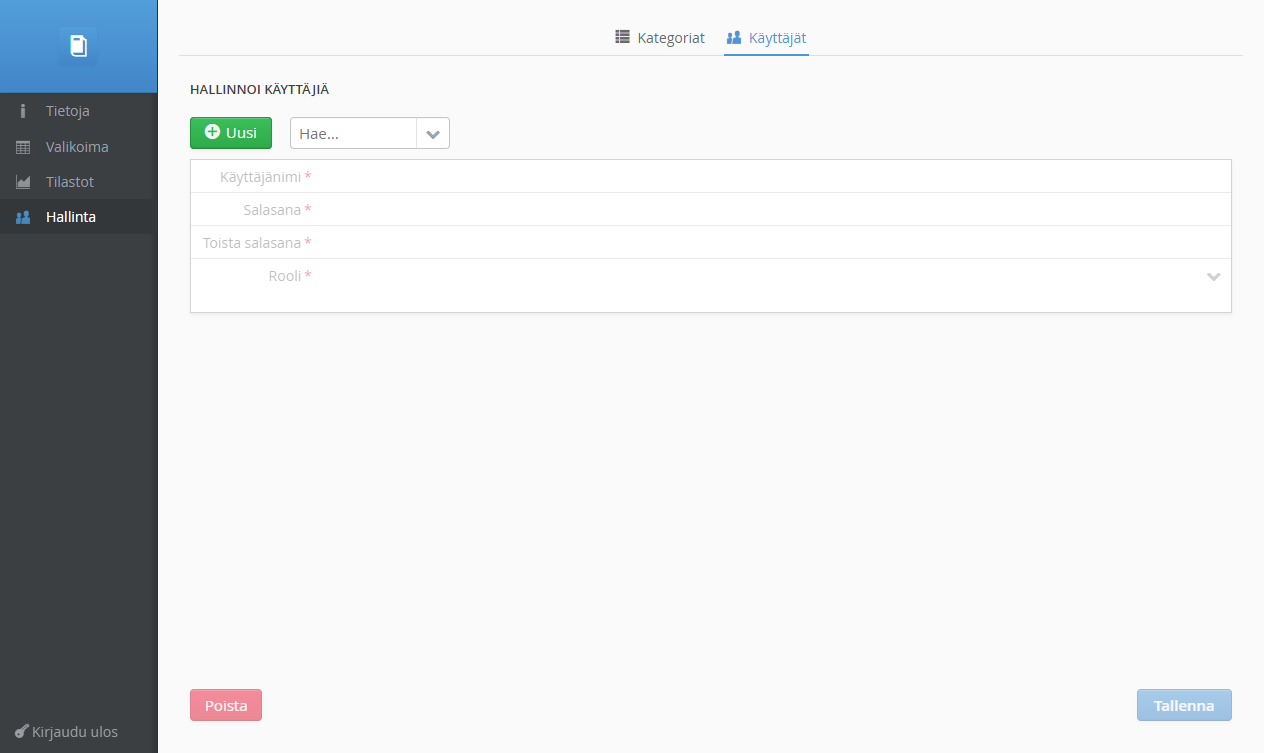 Kategoriat
Käyttäjät
Tietoja
Valikoima
Tilastot
Hallinta
Kirjaudu ulos
HALLINNOI KÄYTTÄJIÄ
Uusi
Hae...
Käyttäjänimi *
Salasana *
Toista salasana *
Rooli *
Poista
Tallenna